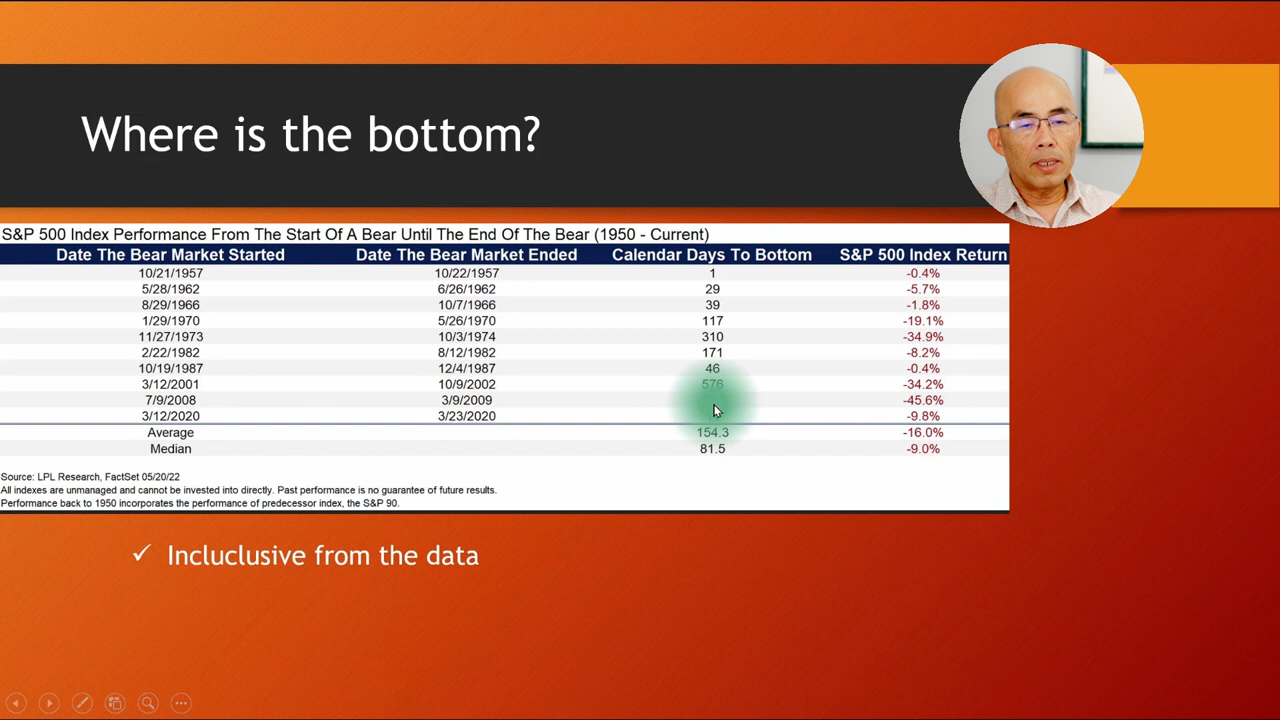 Where is the bottom?
S&P 500 Index Performance From The Start Of A Bear Until The End Of The Bear (1950 - Current)
Date The Bear Market Started Date The Bear Market Ended Calendar Days To Bottom S&P 500 Index Return
10/21/1957 10/22/1957 1 -0.4%
5/28/1962 6/26/1962 29 -5.7%
8/29/1966 10/7/1966 39 -1.8%
1/29/1970 5/26/1970 117 -19.1%
11/27/1973 10/3/1974 310 -34.9%
2/22/1982 8/12/1982 171 -8.2%
10/19/1987 12/4/1987 46 -0.4%
3/12/2001 10/9/2002 576 -34.2%
7/9/2008 3/9/2009 -45.6%
3/12/2020 3/23/2020 -9.8%
Average 154.3 -16.0%
Median 81.5 -9.0%
Source: LPL Research, FactSet 05/20/22
All indexes are unmanaged and cannot be invested into directly. Past performance is no guarantee of future results.
Performance back to 1950 incorporates the performance of predecessor index, the S&P 90.
✓ Incluclusive from the data